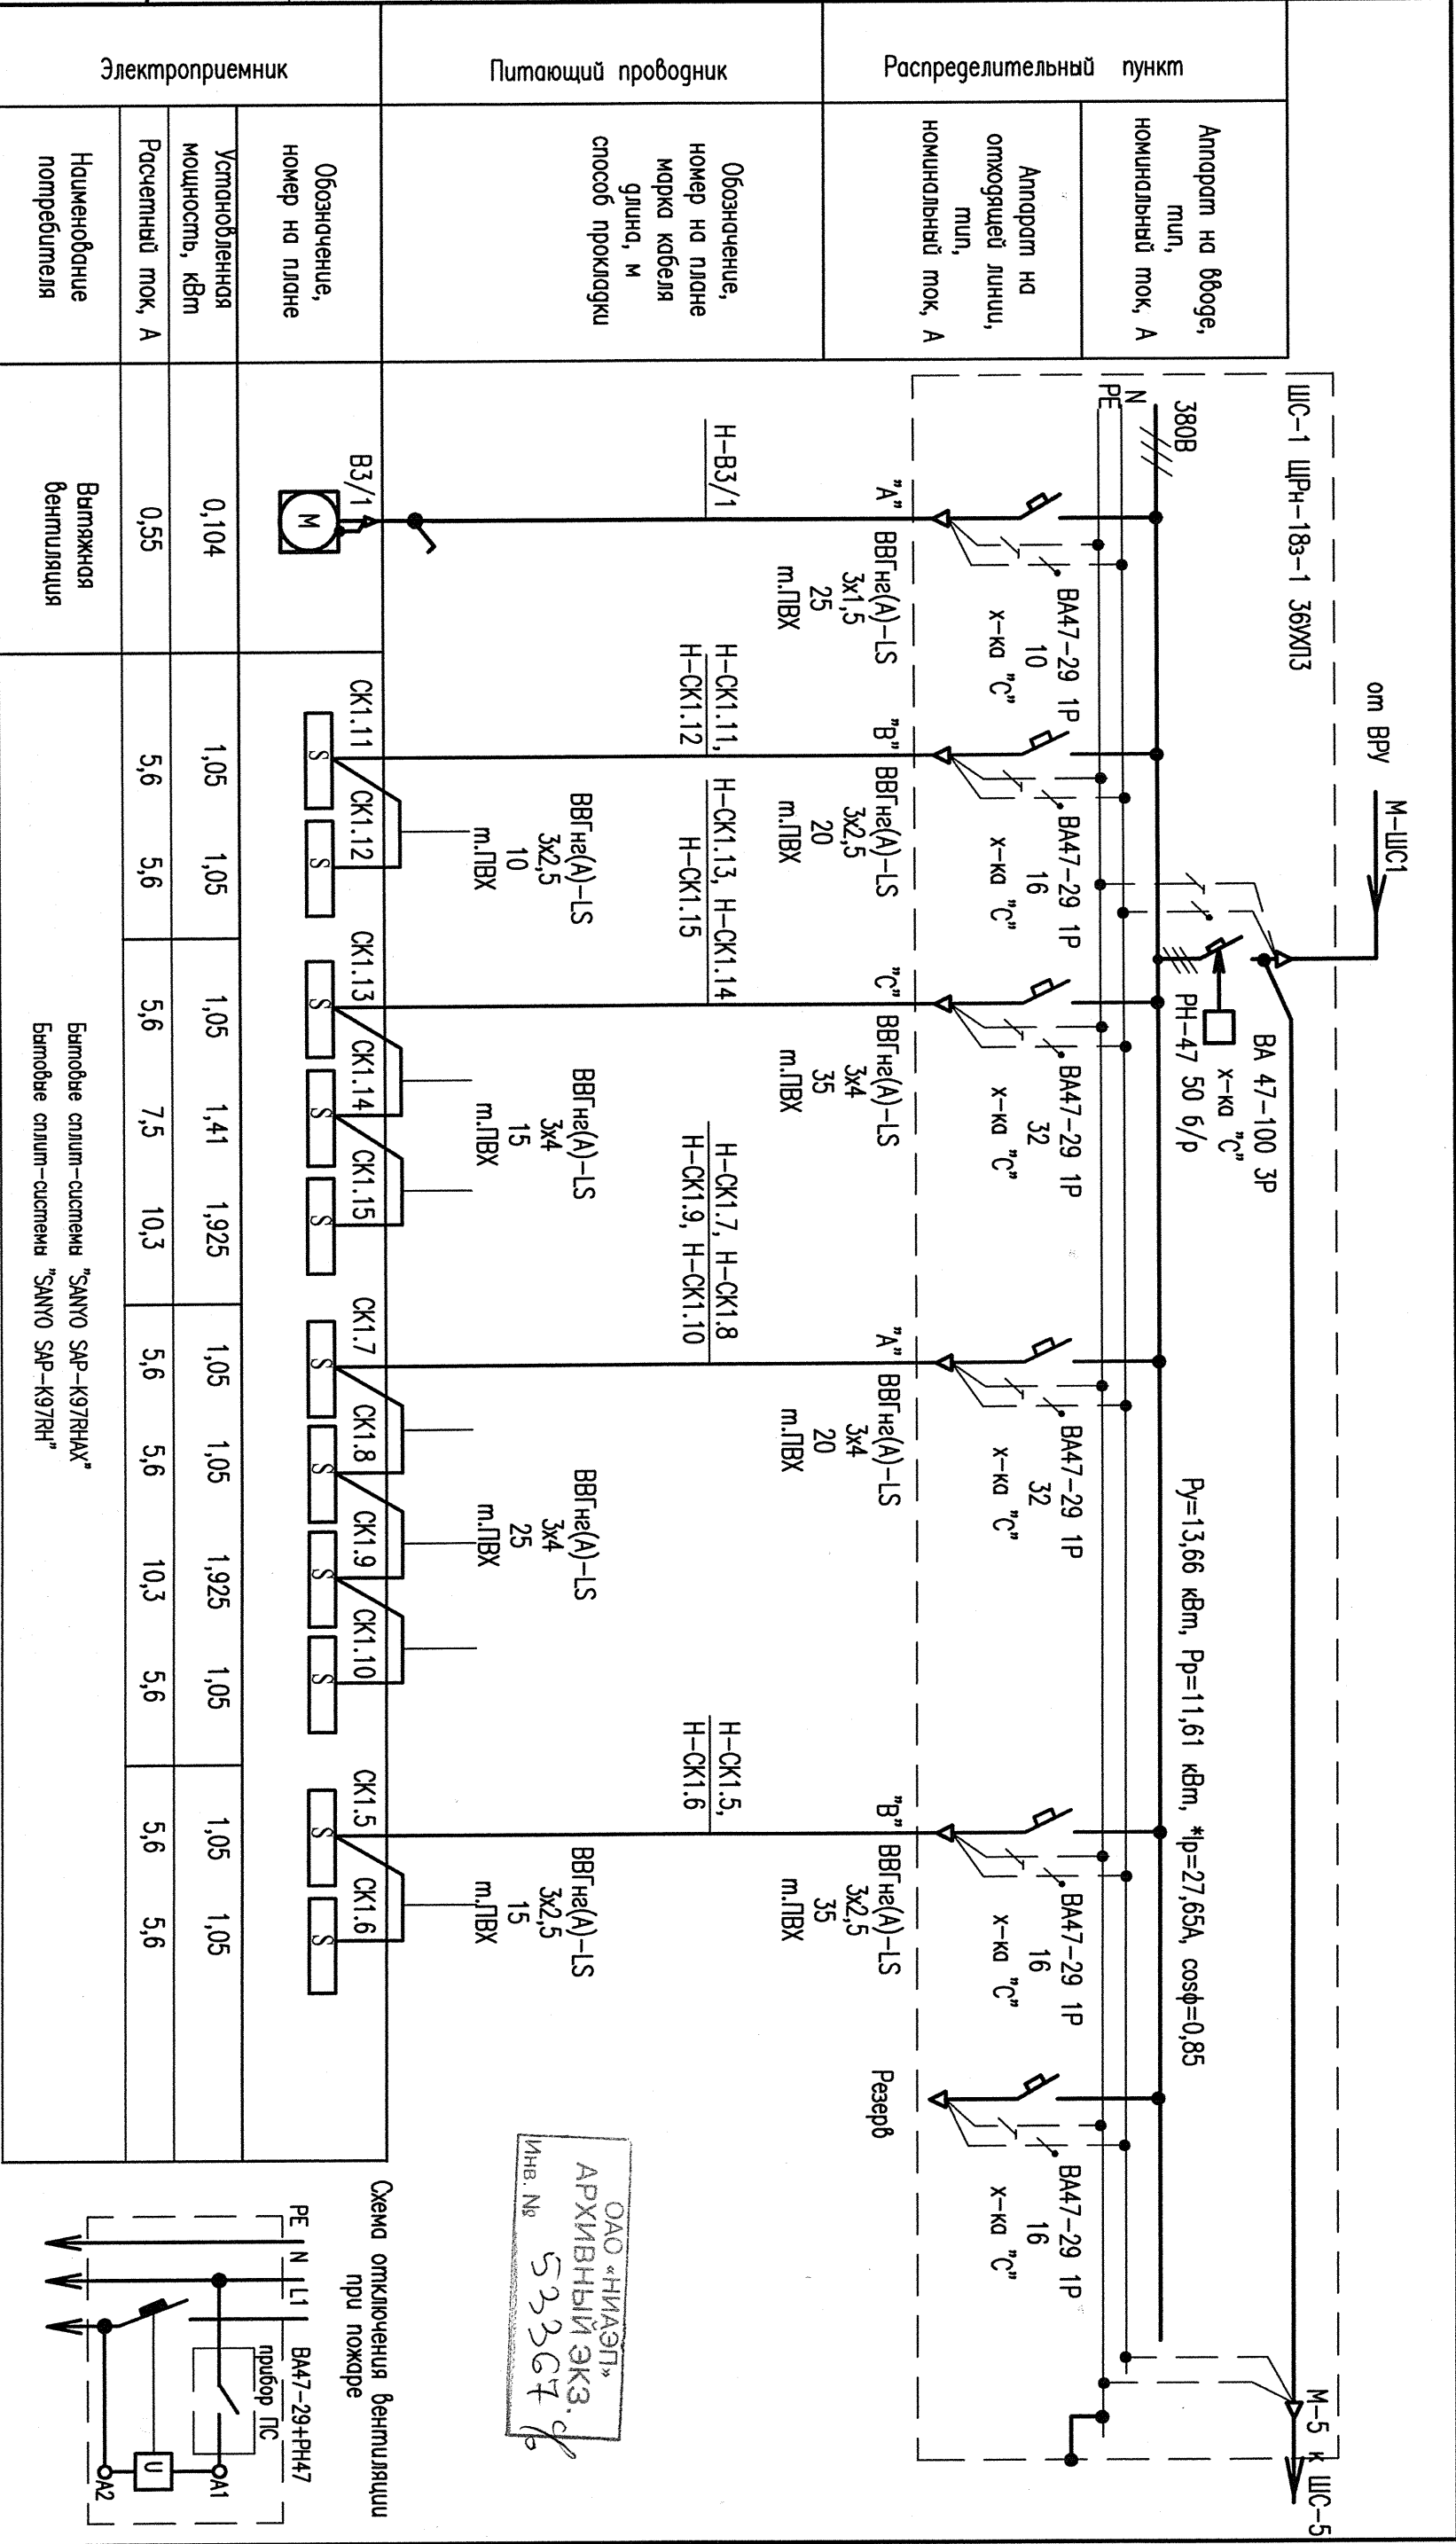 Распределительный пункт
Аппарат на вводе,
тип,
номинальный ток, А
Аппарат на
отходящей линии,
тип,
номинальный ток, А
Питающий проводник
Обозначение,
номер на плане
марка кабеля
длина, м
способ прокладки
Электроприемник
Обозначение,
номер на плане
Установленная
мощность, кВт
Расчетный ток, А
Наименование
потребителя
от ВРУ
М-ШС1
ШС-1 ЩРн-18з-1 36УХЛ3
ВА 47-100 3Р
х-ка "С"
РН-47 50 б/р
М-5 к ШС-5
380В
N
PE
Ру=13,66 кВт, Рр=11,61 кВт, *Iр=27,65А, cosф=0,85
ВА47-29 1Р
10
х-ка "С"
ВА47-29 1Р
16
х-ка "С"
ВА47-29 1Р
32
х-ка "С"
ВА47-29 1Р
32
х-ка "С"
ВА47-29 1Р
16
х-ка "С"
ВА47-29 1Р
16
х-ка "С"
"А"
"В"
"С"
"А"
"В"
Резерв
ВВГнг(А)-LS
3х1,5
25
т.ПВХ
ВВГнг(А)-LS
3х2,5
20
т.ПВХ
ВВГнг(А)-LS
3х4
35
т.ПВХ
ВВГнг(А)-LS
3х4
20
т.ПВХ
ВВГнг(А)-LS
3х2,5
35
т.ПВХ
Н-В3/1
Н-СК1.11,
Н-СК1.12
Н-СК1.13, Н-СК1.14
Н-СК1.15
Н-СК1.7, Н-СК1.8
Н-СК1.9, Н-СК1.10
Н-СК1.5,
Н-СК1.6
ВВГнг(А)-LS
3х2,5
10
т.ПВХ
ВВГнг(А)-LS
3х4
15
т.ПВХ
ВВГнг(А)-LS
3х4
25
т.ПВХ
ВВГнг(А)-LS
3х2,5
15
т.ПВХ
В3/1
СК1.11
СК1.12
СК1.13
СК1.14
СК1.15
СК1.7
СК1.8
СК1.9
СК1.10
СК1.5
СК1.6
М
S
S
S
S
S
S
S
S
S
S
S
0,104
1,05
1,05
1,05
1,41
1,925
1,05
1,05
1,925
1,05
1,05
1,05
0,55
5,6
5,6
5,6
7,5
10,3
5,6
5,6
10,3
5,6
5,6
5,6
Вытяжная
вентиляция
Бытовые сплит-системы "SANYO SAP-K97RHAX"
Бытовые сплит-системы "SANYO SAP-K97RH"
ОАО «НИАЭП»
АРХИВНЫЙ ЭКЗ.
Инв. № 53367
Схема отключения вентиляции
при пожаре
PE
N
L1
ВА47-29+РН47
прибор ПС
А1
U
А2